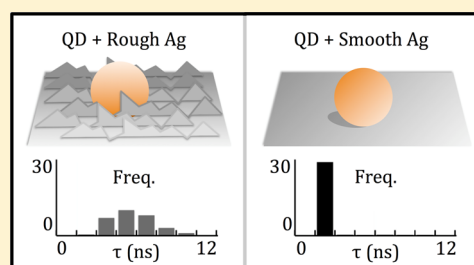 QD + Rough Ag
30
Freq.
0
0
τ (ns)
12
QD + Smooth Ag
30
Freq.
0
0
τ (ns)
12